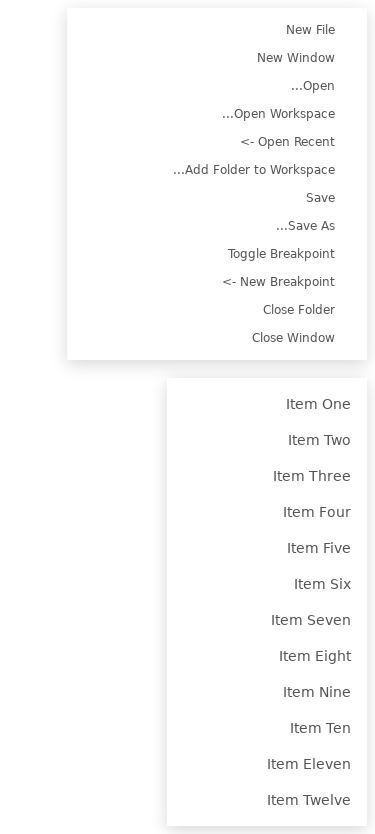 New File
New Window
...Open
...Open Workspace
<- Open Recent
...Add Folder to Workspace
Save
...Save As
Toggle Breakpoint
<- New Breakpoint
Close Folder
Close Window
Item One
Item Two
Item Three
Item Four
Item Five
Item Six
Item Seven
Item Eight
Item Nine
Item Ten
Item Eleven
Item Twelve